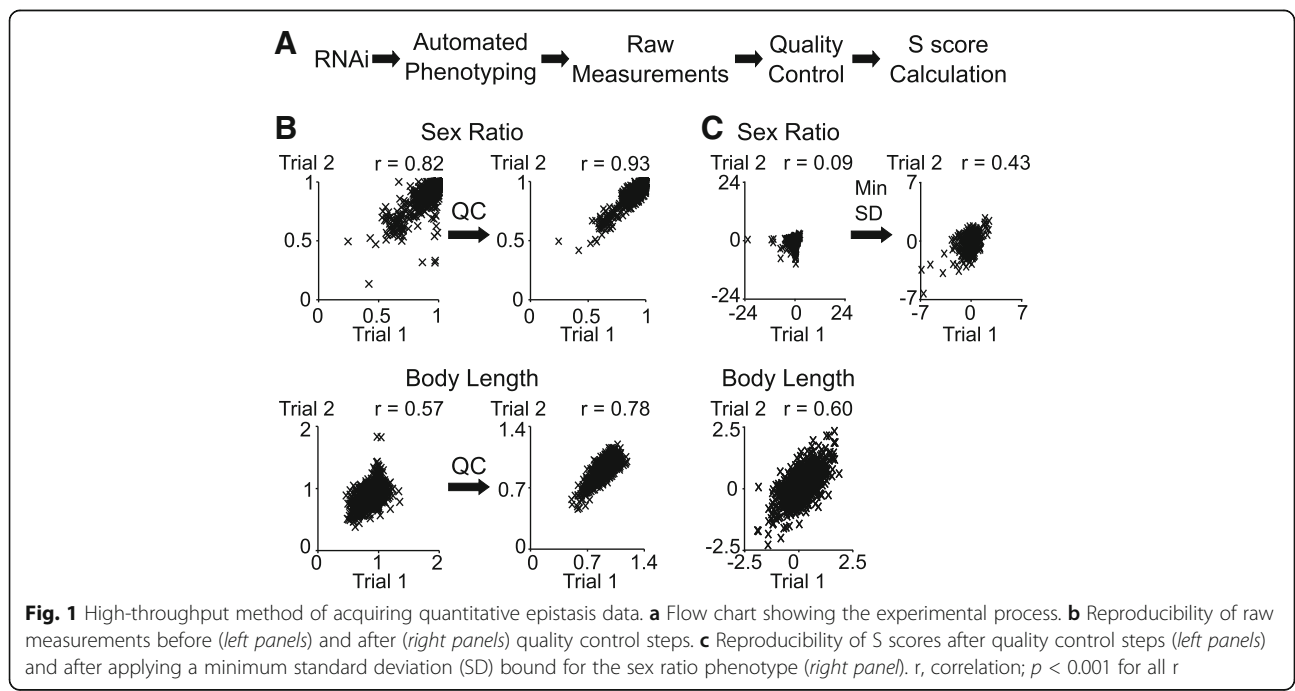 A
RNAi Automated Phenotyping Raw Measurements Quality Control S score Calculation
B
Sex Ratio
Trial 2 r = 0.82
1
0.5
0
0 0.5 1
Trial 1
QC
Trial 2 r = 0.93
1
0.5
0
0 0.5 1
Trial 1
Body Length
Trial 2 r = 0.57
2
1
0
0 1 2
Trial 1
QC
Trial 2 r = 0.78
1.4
0.7
0
0 0.7 1.4
Trial 1
C Sex Ratio
Trial 2 r = 0.09
24
0
-24
-24 0 24
Trial 1
Min
SD
Trial 2 r = 0.43
7
0
-7
-7 0 7
Trial 1
Body Length
Trial 2 r = 0.60
2.5
0
-2.5
-2.5 0 2.5
Trial 1
Fig. 1 High-throughput method of acquiring quantitative epistasis data. a Flow chart showing the experimental process. b Reproducibility of raw
measurements before (left panels) and after (right panels) quality control steps. c Reproducibility of S scores after quality control steps (left panels)
and after applying a minimum standard deviation (SD) bound for the sex ratio phenotype (right panel). r, correlation; p < 0.001 for all r